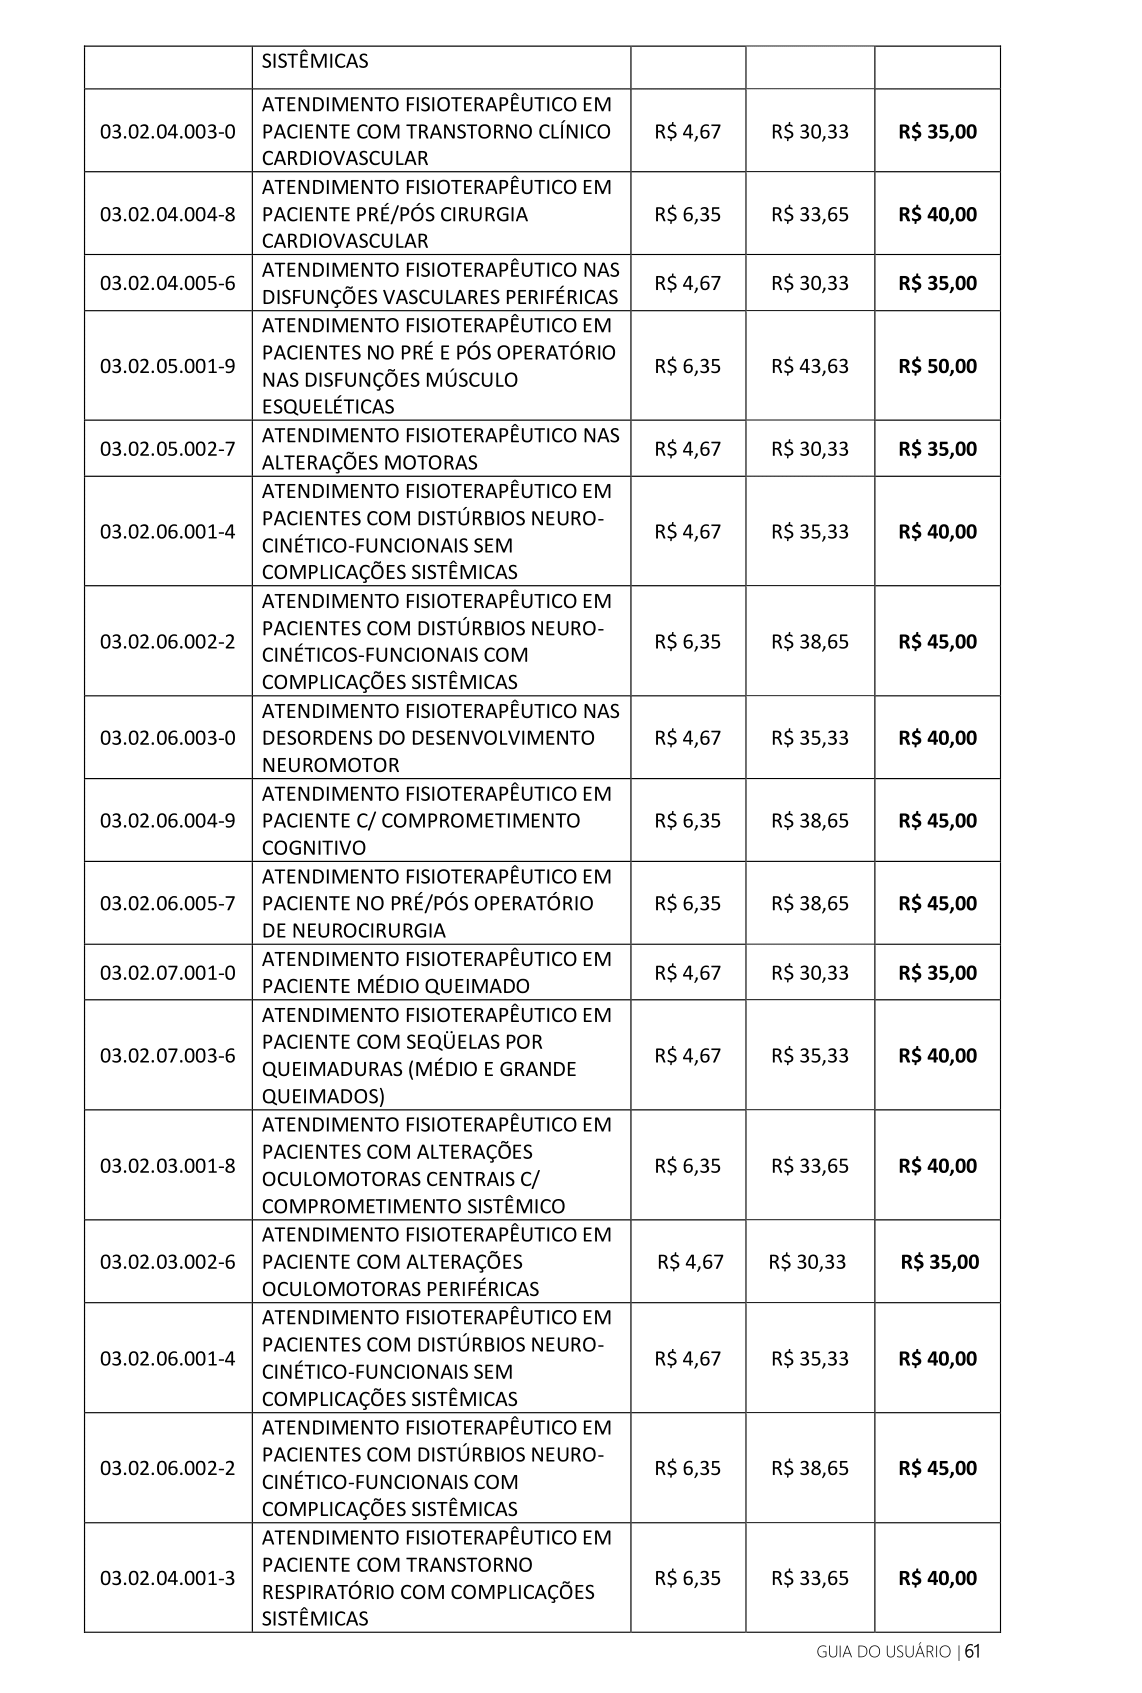 SISTÊMICAS
03.02.04.003-0
ATENDIMENTO FISIOTERAPÊUTICO EM
PACIENTE COM TRANSTORNO CLÍNICO
CARDIOVASCULAR
R$ 4,67
R$ 30,33
R$ 35,00
03.02.04.004-8
ATENDIMENTO FISIOTERAPÊUTICO EM
PACIENTE PRÉ/PÓS CIRURGIA
CARDIOVASCULAR
R$ 6,35
R$ 33,65
R$ 40,00
03.02.04.005-6
ATENDIMENTO FISIOTERAPÊUTICO NAS
DISFUNÇÕES VASCULARES PERIFÉRICAS
R$ 4,67
R$ 30,33
R$ 35,00
03.02.05.001-9
ATENDIMENTO FISIOTERAPÊUTICO EM
PACIENTES NO PRÉ E PÓS OPERATÓRIO
NAS DISFUNÇÕES MÚSCULO
ESQUELÉTICAS
R$ 6,35
R$ 43,63
R$ 50,00
03.02.05.002-7
ATENDIMENTO FISIOTERAPÊUTICO NAS
ALTERAÇÕES MOTORAS
R$ 4,67
R$ 30,33
R$ 35,00
03.02.06.001-4
ATENDIMENTO FISIOTERAPÊUTICO EM
PACIENTES COM DISTÚRBIOS NEURO-
CINÉTICO-FUNCIONAIS SEM
COMPLICAÇÕES SISTÊMICAS
R$ 4,67
R$ 35,33
R$ 40,00
03.02.06.002-2
ATENDIMENTO FISIOTERAPÊUTICO EM
PACIENTES COM DISTÚRBIOS NEURO-
CINÉTICOS-FUNCIONAIS COM
COMPLICAÇÕES SISTÊMICAS
R$ 6,35
R$ 38,65
R$ 45,00
03.02.06.003-0
ATENDIMENTO FISIOTERAPÊUTICO NAS
DESORDENS DO DESENVOLVIMENTO
NEUROMOTOR
R$ 4,67
R$ 35,33
R$ 40,00
03.02.06.004-9
ATENDIMENTO FISIOTERAPÊUTICO EM
PACIENTE C/ COMPROMETIMENTO
COGNITIVO
R$ 6,35
R$ 38,65
R$ 45,00
03.02.06.005-7
ATENDIMENTO FISIOTERAPÊUTICO EM
PACIENTE NO PRÉ/PÓS OPERATÓRIO
DE NEUROCIRURGIA
R$ 6,35
R$ 38,65
R$ 45,00
03.02.07.001-0
ATENDIMENTO FISIOTERAPÊUTICO EM
PACIENTE MÉDIO QUEIMADO
R$ 4,67
R$ 30,33
R$ 35,00
03.02.07.003-6
ATENDIMENTO FISIOTERAPÊUTICO EM
PACIENTE COM SEQÜELAS POR
QUEIMADURAS (MÉDIO E GRANDE
QUEIMADOS)
R$ 4,67
R$ 35,33
R$ 40,00
03.02.03.001-8
ATENDIMENTO FISIOTERAPÊUTICO EM
PACIENTES COM ALTERAÇÕES
OCULOMOTORAS CENTRAIS C/
COMPROMETIMENTO SISTÊMICO
R$ 6,35
R$ 33,65
R$ 40,00
03.02.03.002-6
ATENDIMENTO FISIOTERAPÊUTICO EM
PACIENTE COM ALTERAÇÕES
OCULOMOTORAS PERIFÉRICAS
R$ 4,67
R$ 30,33
R$ 35,00
03.02.06.001-4
ATENDIMENTO FISIOTERAPÊUTICO EM
PACIENTES COM DISTÚRBIOS NEURO-
CINÉTICO-FUNCIONAIS SEM
COMPLICAÇÕES SISTÊMICAS
R$ 4,67
R$ 35,33
R$ 40,00
03.02.06.002-2
ATENDIMENTO FISIOTERAPÊUTICO EM
PACIENTES COM DISTÚRBIOS NEURO-
CINÉTICO-FUNCIONAIS COM
COMPLICAÇÕES SISTÊMICAS
R$ 6,35
R$ 38,65
R$ 45,00
03.02.04.001-3
ATENDIMENTO FISIOTERAPÊUTICO EM
PACIENTE COM TRANSTORNO
RESPIRATÓRIO COM COMPLICAÇÕES
SISTÊMICAS
R$ 6,35
R$ 33,65
R$ 40,00
GUIA DO USUÁRIO | 61